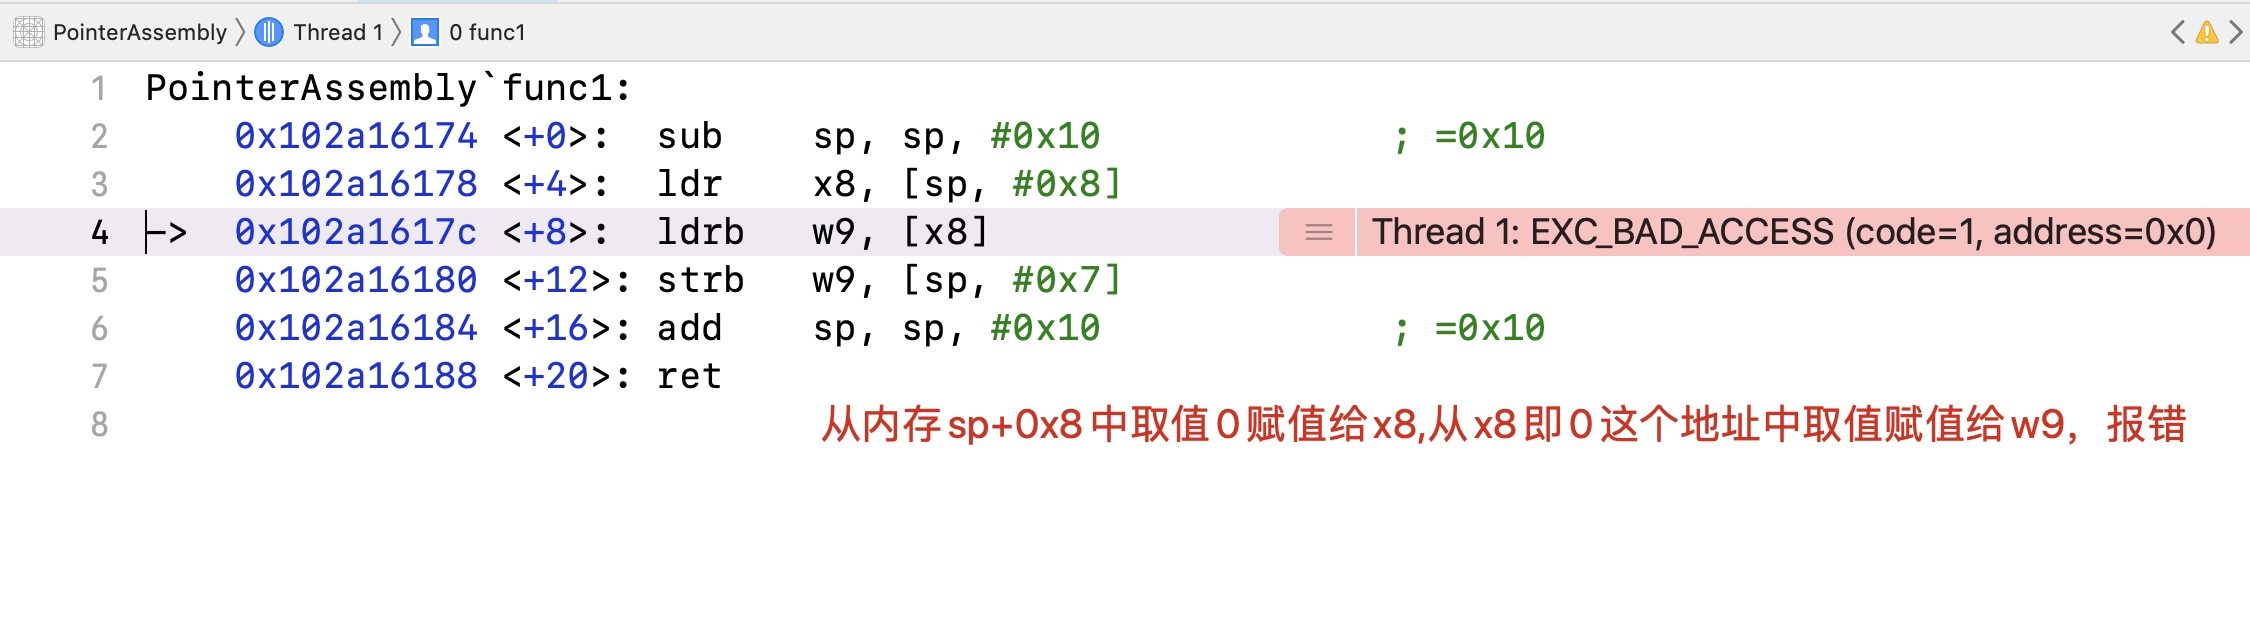 PointerAssembly 〉 Thread 1 〉 0 func1
1 PointerAssembly`func1:
2 0x102a16174 <+0>: sub sp, sp, #0x10 ; =0x10
3 0x102a16178 <+4>: ldr x8, [sp, #0x8]
4 -> 0x102a1617c <+8>: ldrb w9, [x8] Thread 1: EXC_BAD_ACCESS (code=1, address=0x0)
5 0x102a16180 <+12>: strb w9, [sp, #0x7]
6 0x102a16184 <+16>: add sp, sp, #0x10 ; =0x10
7 0x102a16188 <+20>: ret
8 从内存sp+0x8中取值0赋值给x8,从x8即0这个地址中取值赋值给w9，报错